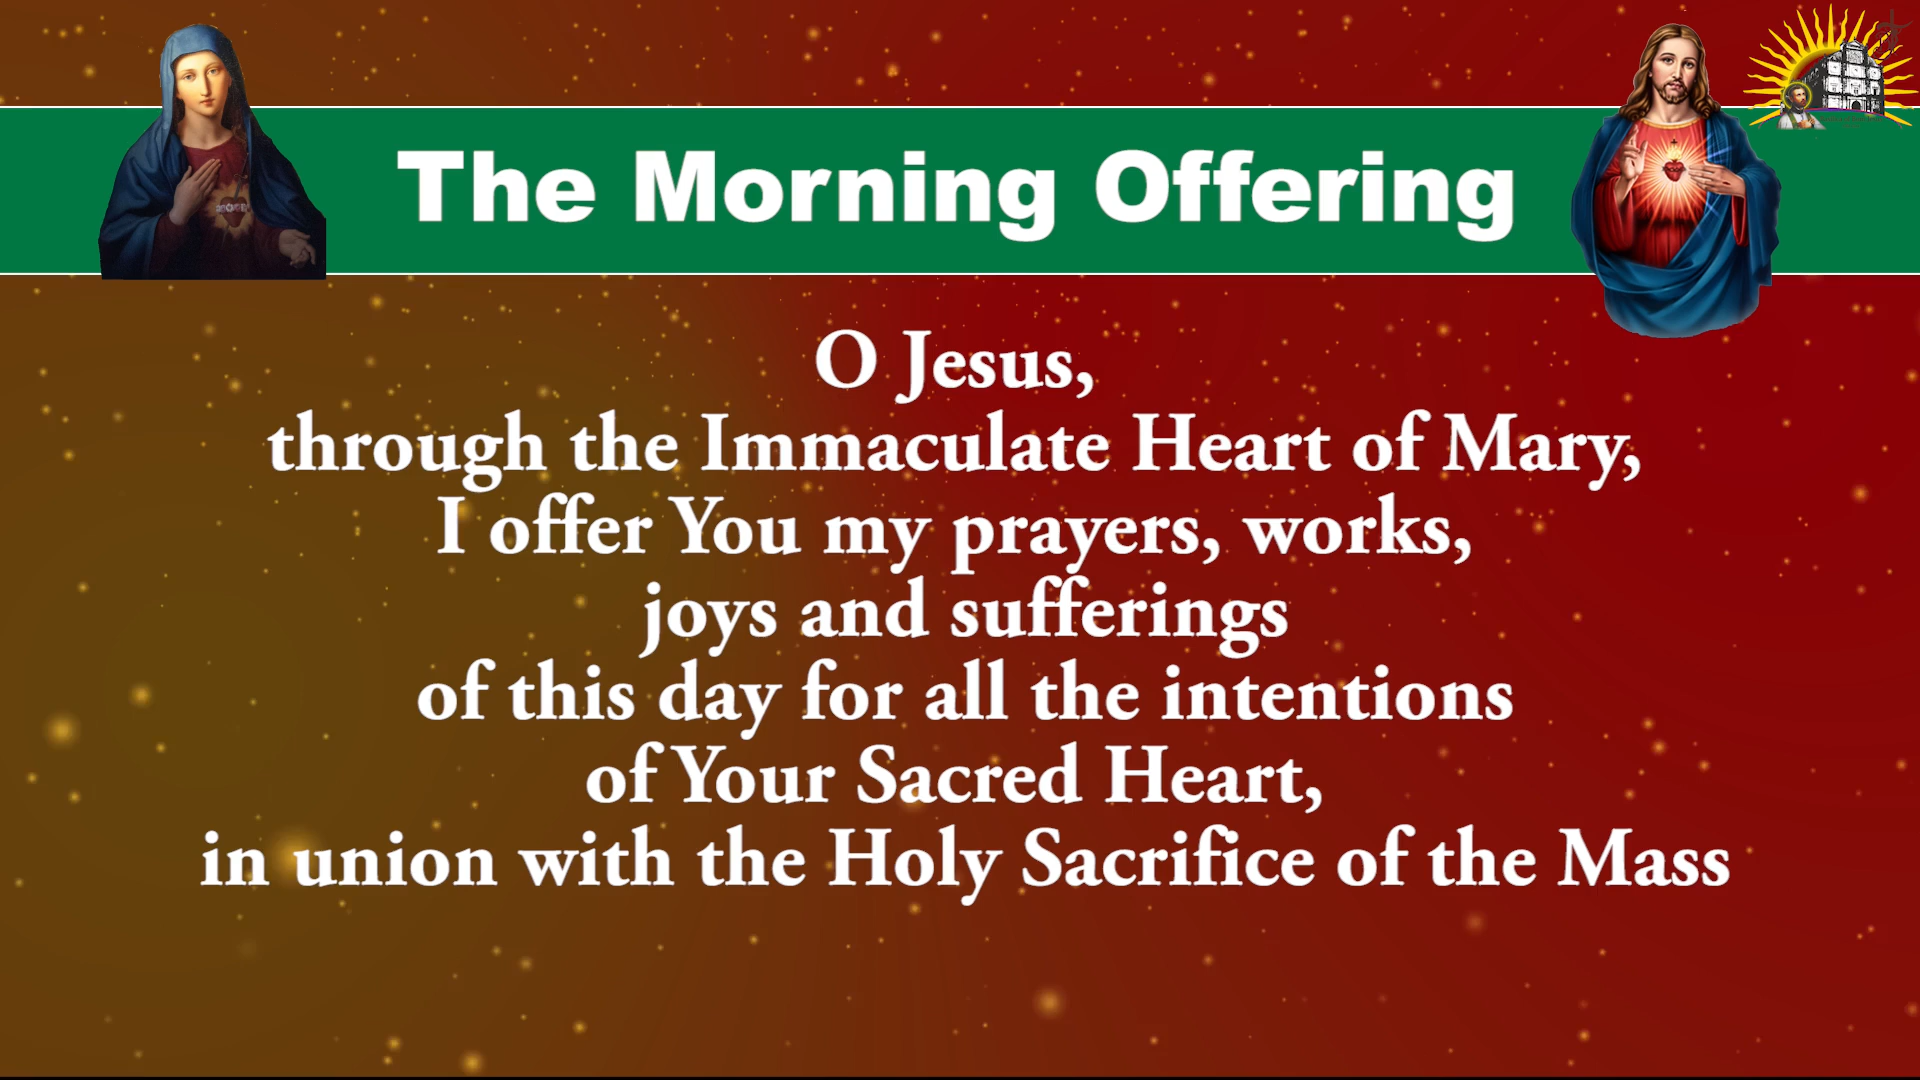 The Morning Offering
O Jesus,
through the Immaculate Heart of Mary,
I offer You my prayers, works,
joys and sufferings
of this day for all the intentions
of Your Sacred Heart,
in union with the Holy Sacrifice of the Mass